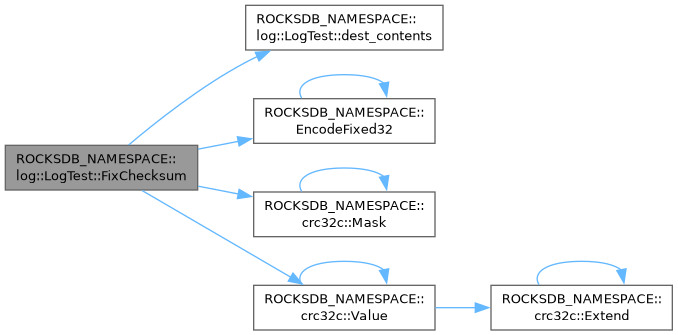 ROCKSDB_NAMESPACE::
log::LogTest::dest_contents
ROCKSDB_NAMESPACE::
EncodeFixed32
ROCKSDB_NAMESPACE::
log::LogTest::FixChecksum
ROCKSDB_NAMESPACE::
crc32c::Mask
ROCKSDB_NAMESPACE::
crc32c::Value
ROCKSDB_NAMESPACE::
crc32c::Extend